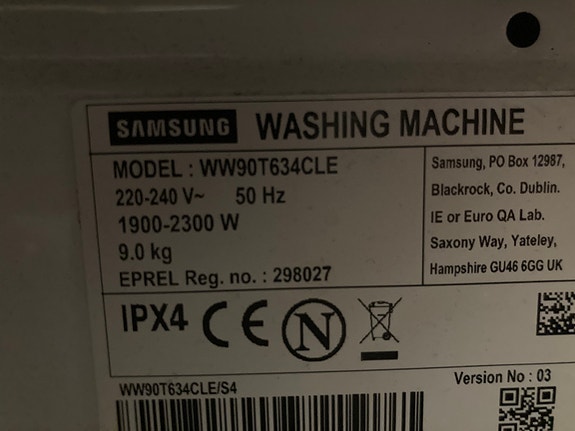 SAMSUNG WASHING MACHINE
MODEL : WW90T634CLE
220-240 V~ 50 Hz
1900-2300 W
9.0 kg
EPREL Reg. no. : 298027
Samsung, PO Box 12987,
Blackrock, Co. Dublin.
IE or Euro QA Lab.
Saxony Way, Yateley,
Hampshire GU46 6GG UK
IPX4 CE N
WW90T634CLE/S4
Version No : 03